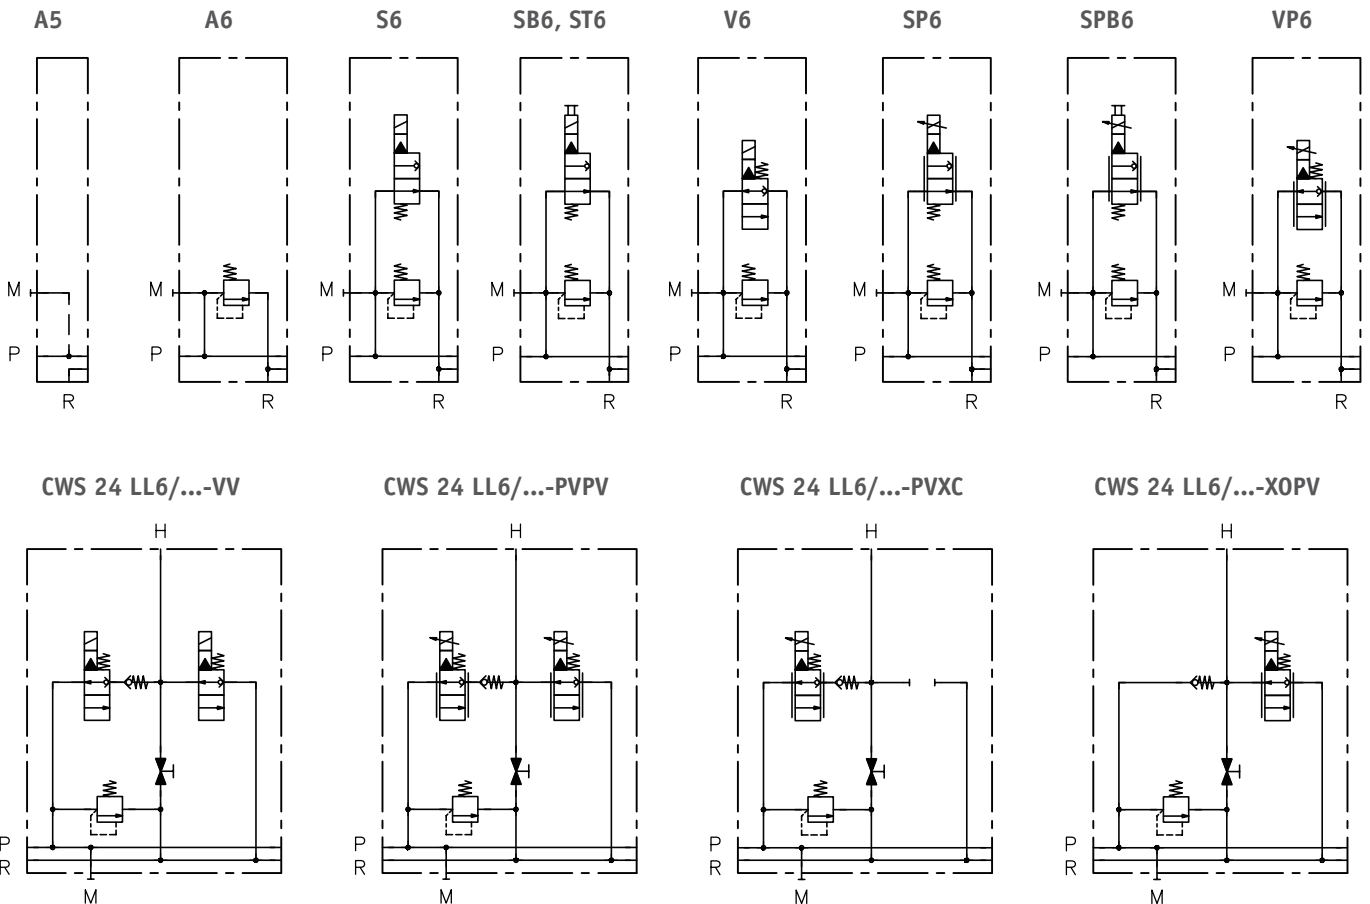 A5 A6 S6 SB6, ST6 V6 SP6 SPB6 VP6
M M M M M M M M
P P P P P P P P
R R R R R R R R
CWS 24 LL6/...-VV CWS 24 LL6/...-PVPV CWS 24 LL6/...-PVXC CWS 24 LL6/...-XOPV
H H H H
P P P P
R R R R
M M M M